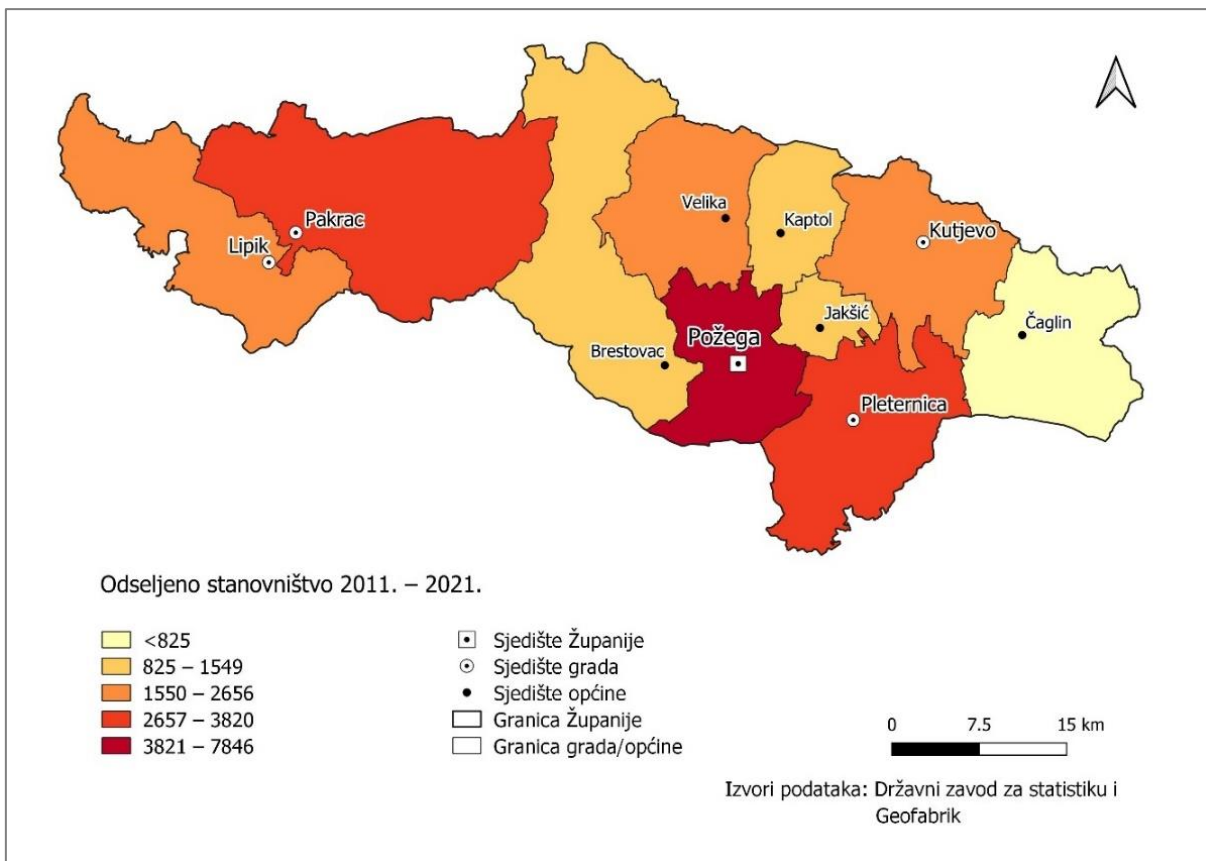 Velika
Kaptol
Pakrac
Kutjevo
Lipik
Jakšić
Čaglin
Požega
Brestovac
Pleternica
Odseljeno stanovništvo 2011. – 2021.
<825
825 – 1549
1550 – 2656
2657 – 3820
3821 – 7846
Sjedište Županije
Sjedište grada
Sjedište općine
Granica Županije
Granica grada/općine
0 7.5 15 km
Izvori podataka: Državni zavod za statistiku i
Geofabrik